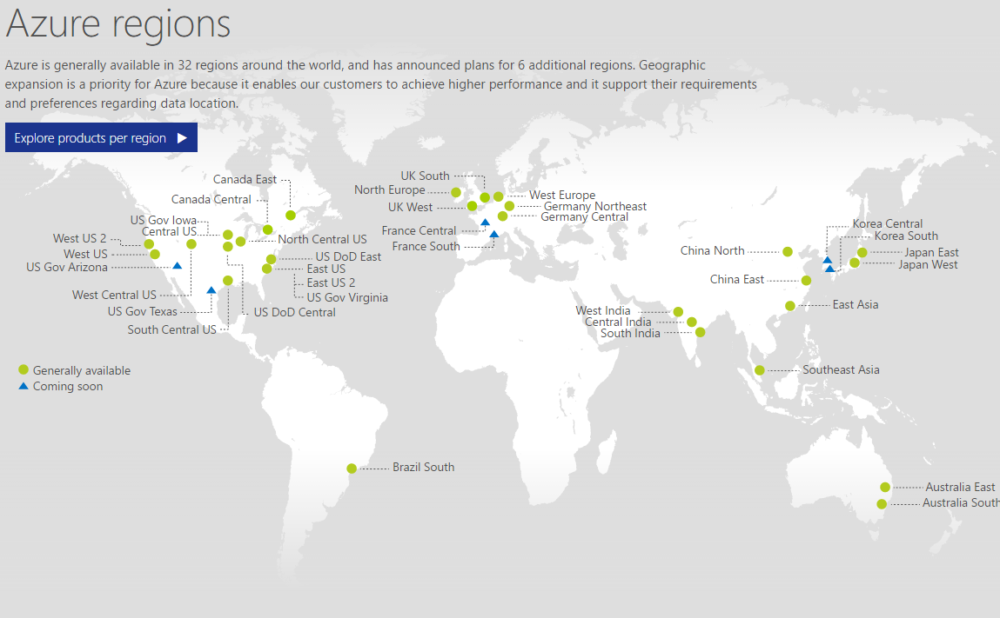 Azure regions
Azure is generally available in 32 regions around the world, and has announced plans for 6 additional regions. Geographic
expansion is a priority for Azure because it enables our customers to achieve higher performance and it support their requirements
and preferences regarding data location.
Explore products per region
Canada East
Canada Central
US Gov Iowa
Central US
West US 2
North Central US
West US
US Gov Arizona
US DoD East
East US
East US 2
West Central US
US Gov Virginia
US Gov Texas
US DoD Central
South Central US
UK South
North Europe
West Europe
UK West
Germany Northeast
Germany Central
France Central
France South
Korea Central
Korea South
China North
Japan East
Japan West
China East
East Asia
West India
Central India
South India
Southeast Asia
Generally available
Coming soon
Brazil South
Australia East
Australia South